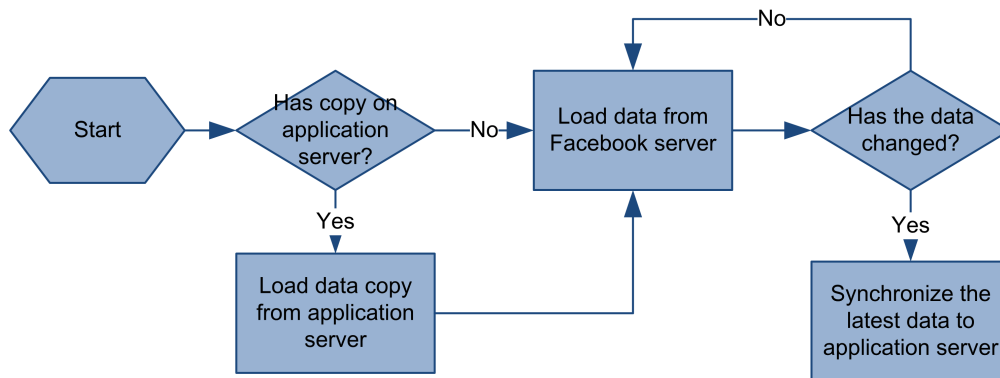 Start
Has copy on
application
server?
No
Yes
Load data copy
from application
server
Load data from
Facebook server
No
Has the data
changed?
Yes
Synchronize the
latest data to
application server